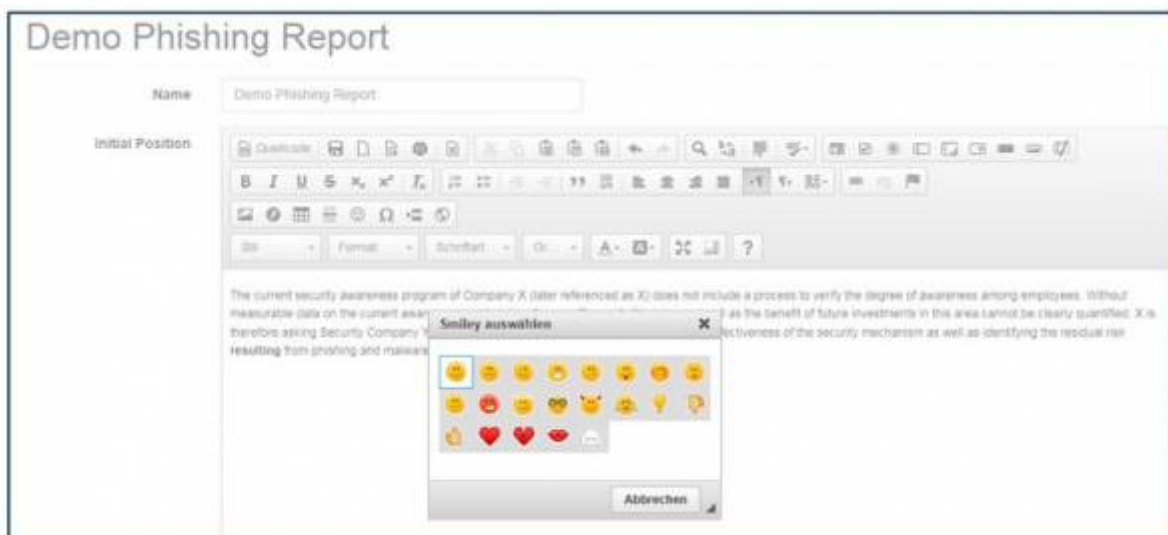 Demo Phishing Report
Name
Demo Phishing Report
Initial Position
Quellcode
B I U S x₂ x² Tx
Stil Format Schriftart Gr...
A A ?
The current security awareness program of Company X (later referenced as X) does not include a process to verify the degree of awareness among employees. Without
measurable data on the current as the benefit of future investments in this area cannot be clearly quantified. X is
therefore asking Security Company of the security mechanism as well as identifying the residual risk
resulting from phishing and
Smiley auswählen
Abbrechen